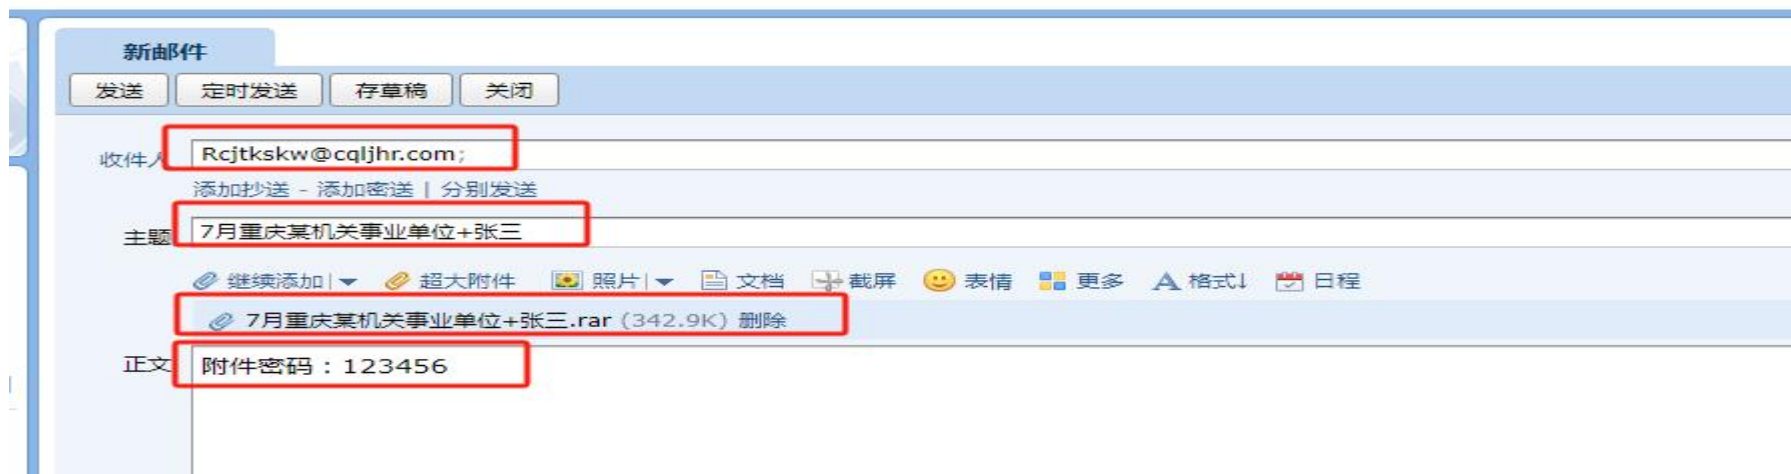 新邮件
发送 定时发送 存草稿 关闭
收件人 Rcjtkskw@cqljhr.com;
添加抄送 - 添加密送 | 分别发送
主题 7月重庆某机关事业单位+张三
继续添加| 超大附件 照片| 文档 截屏 表情 更多 格式↓ 日程
7月重庆某机关事业单位+张三.rar (342.9K) 删除
正文 附件密码：123456